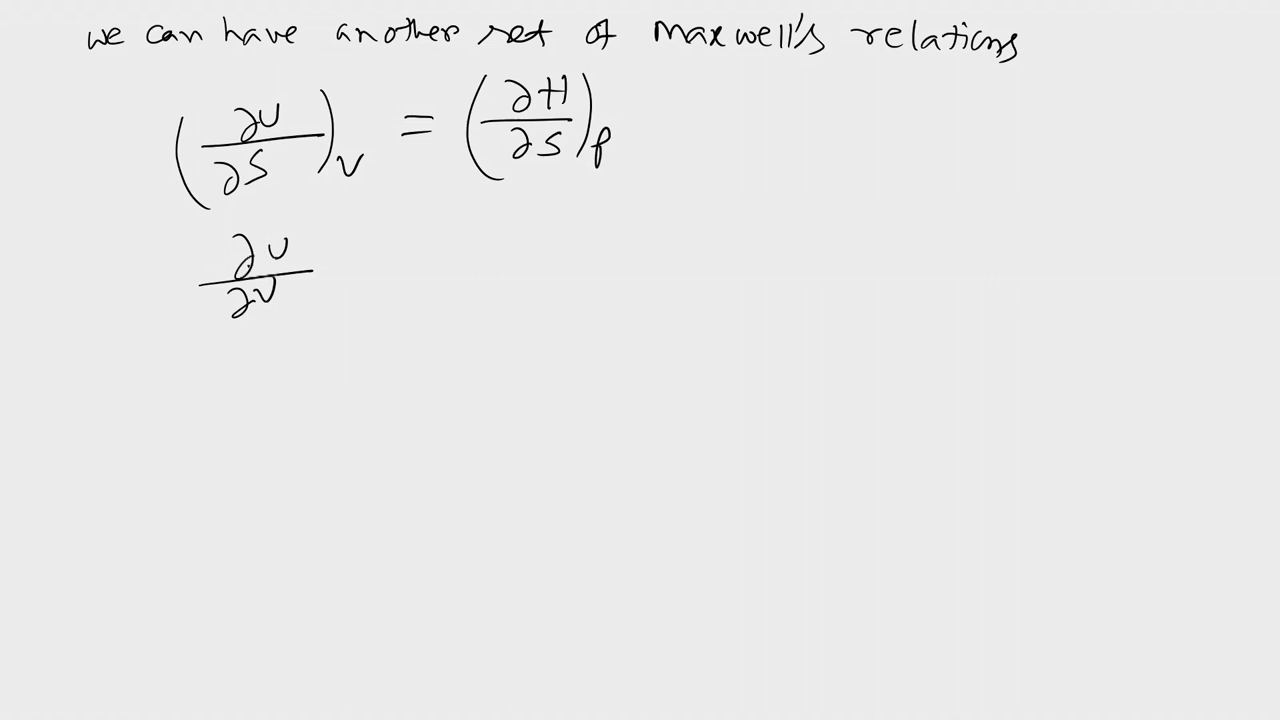 we can have another set of maxwell's relations
(∂U/∂S)_V = (∂H/∂S)_P
∂U/∂V